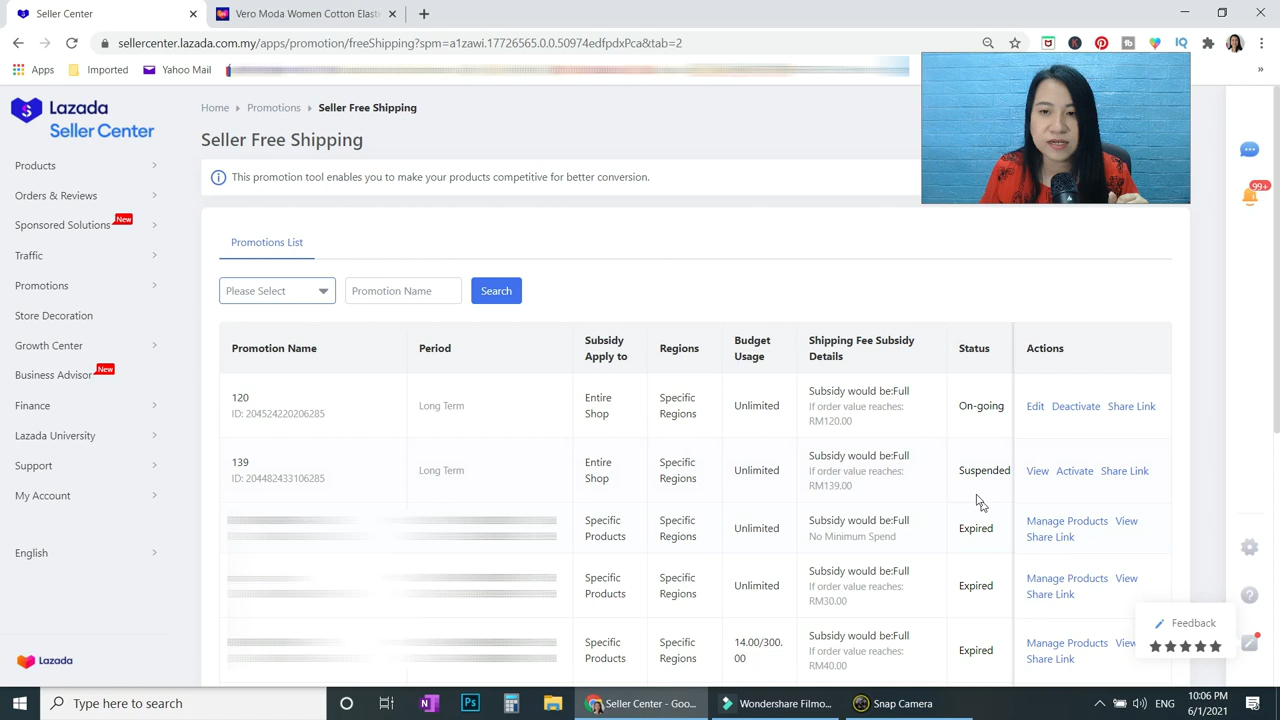 Seller Center
Vero Moda Women Cotton Elast
sellercenter.lazada.com.my/apps/promotion/freeShipping?spm=a1zawi17726565.0.0.50974edfpdxPca&tab=2
Apps
Imported
Yahoo Mail
»
Lazada
Seller Center
Home
Promotions
Seller Free Shipping
Seller Free Shipping
This promotion tool enables you to make your products competitive for better conversion.
Products
Orders & Reviews
Sponsored Solutions
New
Traffic
Promotions
Store Decoration
Growth Center
Business Advisor
New
Finance
Lazada University
Support
My Account
English
Lazada
99+
Promotions List
Please Select
Promotion Name
Search
Promotion Name
Period
Subsidy Apply to
Regions
Budget Usage
Shipping Fee Subsidy Details
Status
Actions
120
ID: 204524220206285
Long Term
Entire Shop
Specific Regions
Unlimited
Subsidy would be:Full
If order value reaches:
RM120.00
On-going
Edit Deactivate Share Link
139
ID: 204482433106285
Long Term
Entire Shop
Specific Regions
Unlimited
Subsidy would be:Full
If order value reaches:
RM139.00
Suspended
View Activate Share Link
Specific Products
Specific Regions
Unlimited
Subsidy would be:Full
No Minimum Spend
Expired
Manage Products View
Share Link
Specific Products
Specific Regions
Unlimited
Subsidy would be:Full
If order value reaches:
RM30.00
Expired
Manage Products View
Share Link
Specific Products
Specific Regions
14.00/300.
00
Subsidy would be:Full
If order value reaches:
RM40.00
Expired
Manage Products View
Share Link
Feedback
Type here to search
Seller Center - Goo...
Wondershare Filmo...
Snap Camera
ENG
10:06 PM
6/1/2021